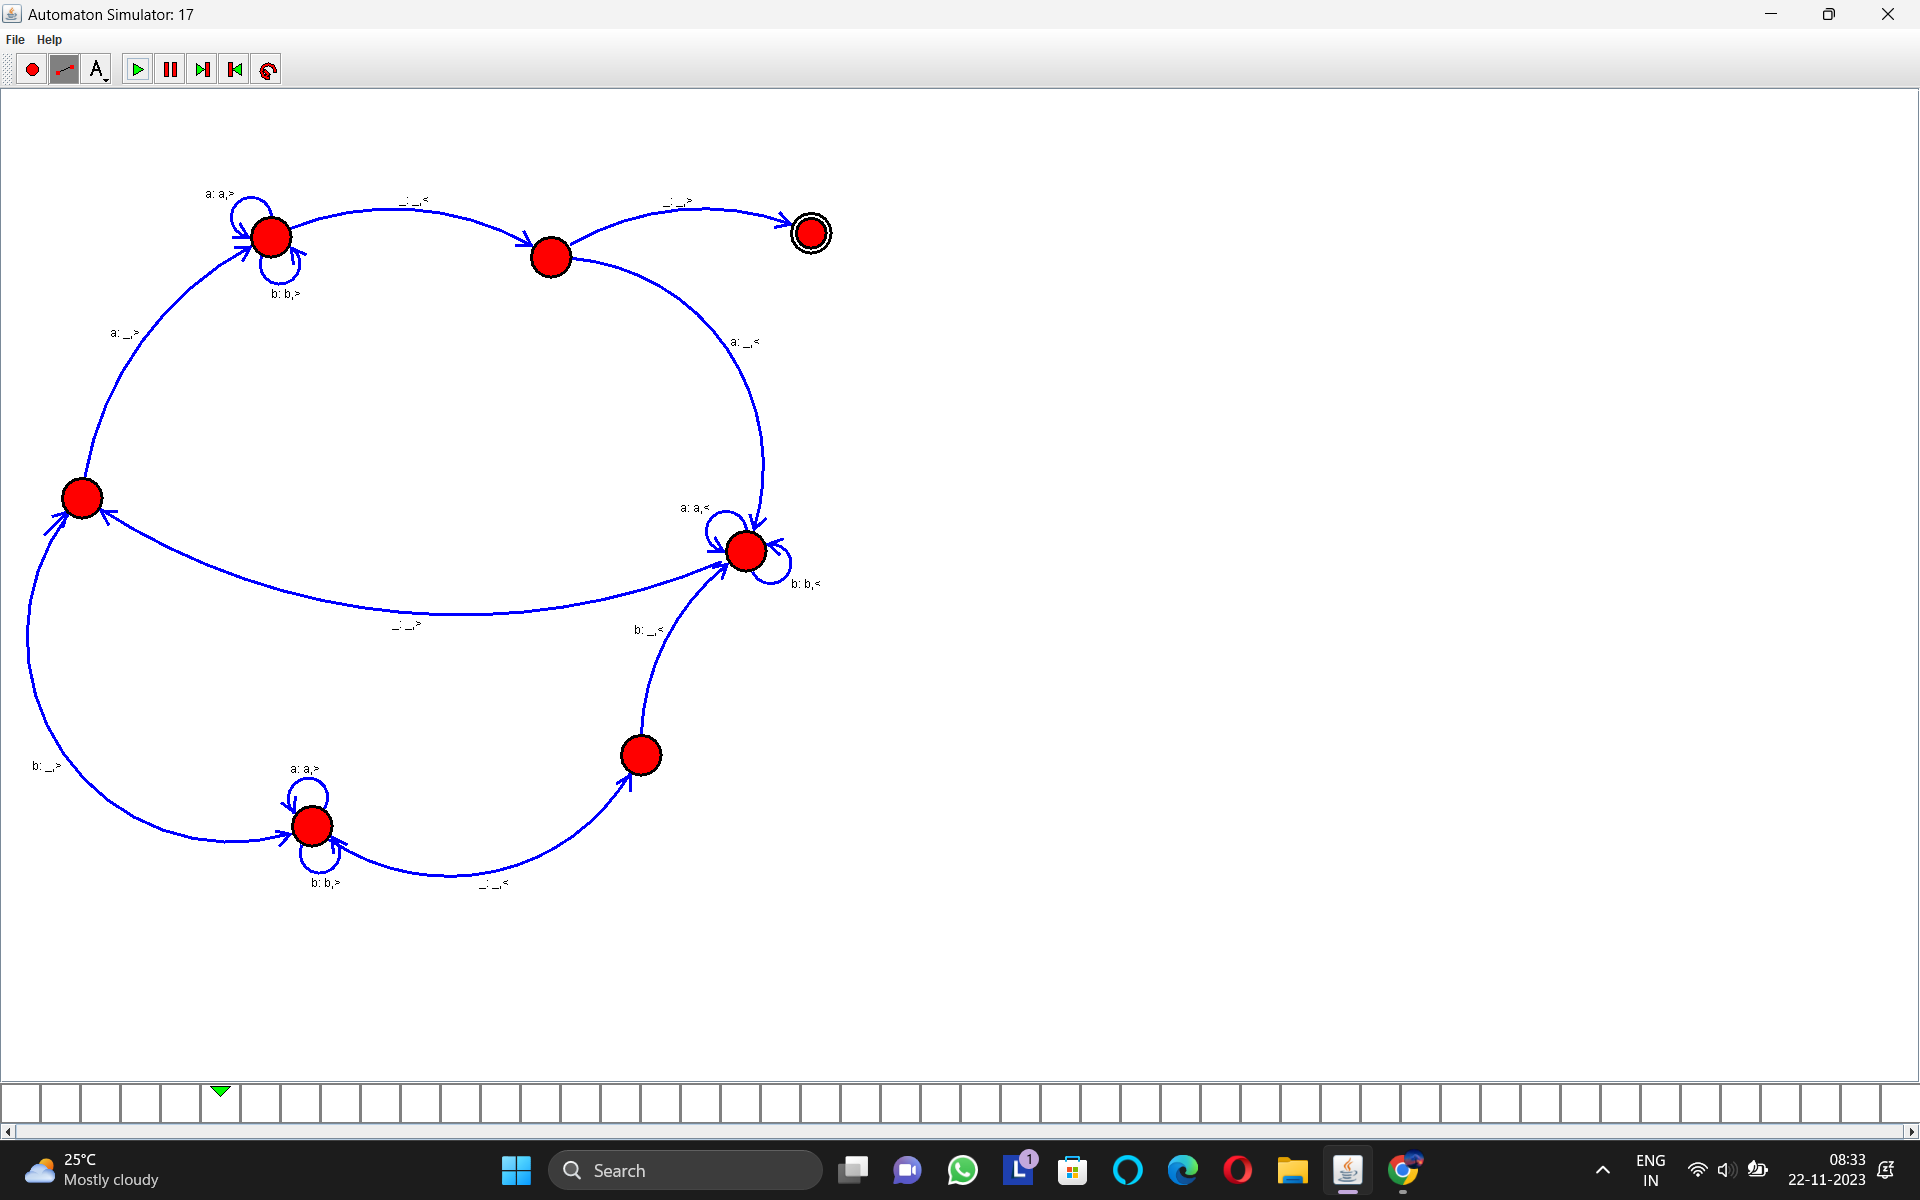 Automaton Simulator: 17
File Help
A
a: a,>
_: _,<
_: _,>
b: b,>
a: _,>
a: _,<
a: a,<
b: b,<
_: _,>
b: _,<
b: _,>
a: a,>
b: b,>
_: _,<
25°C
Mostly cloudy
Search
L
1
ENG
IN
08:33
22-11-2023